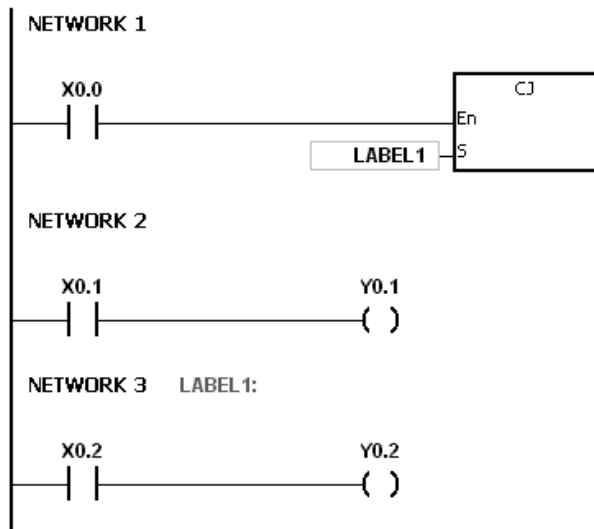 NETWORK 1
X0.0
CJ
En
LABEL1 S
NETWORK 2
X0.1 Y0.1
NETWORK 3 LABEL1:
X0.2 Y0.2